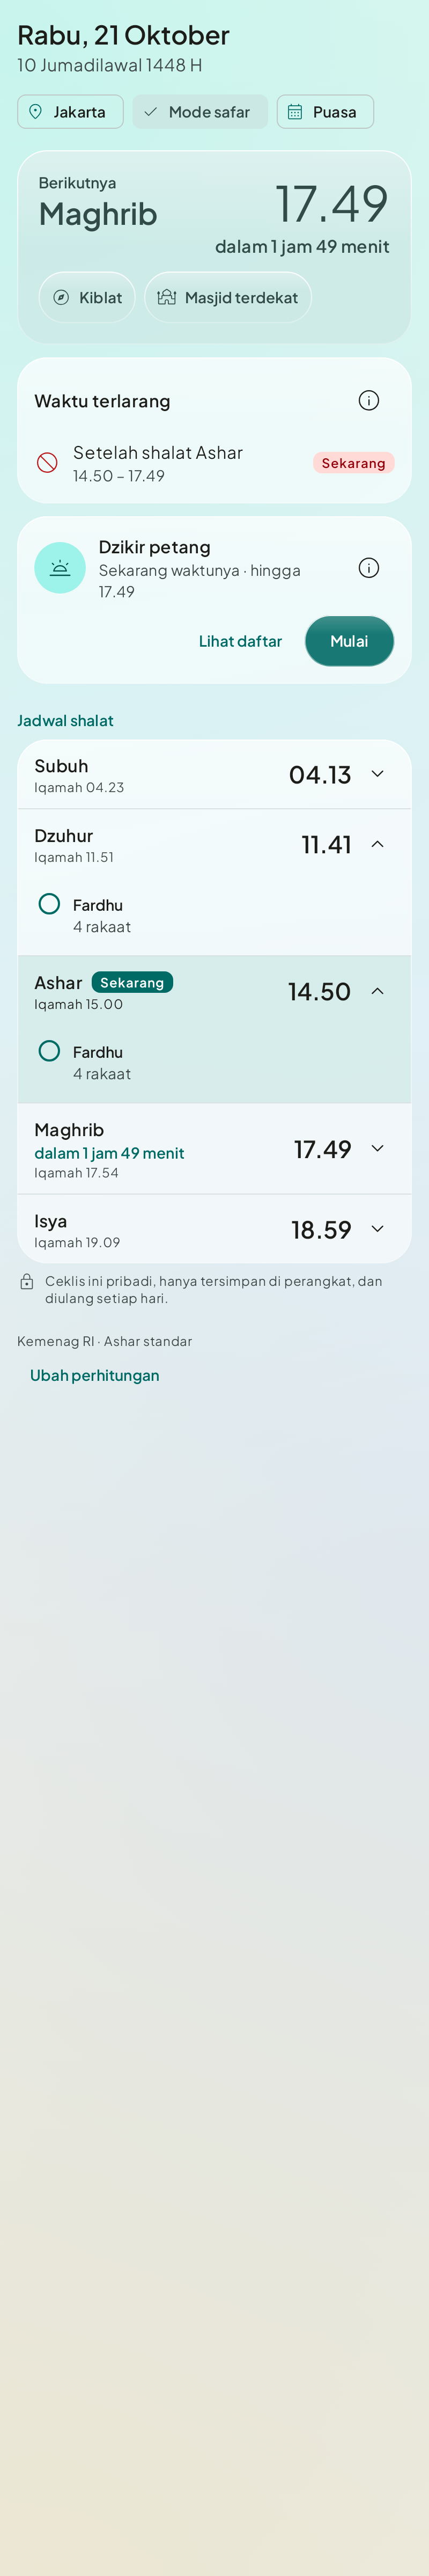 Rabu, 21 Oktober
10 Jumadilawal 1448 H
Jakarta
Mode safar
Puasa
Berikutnya
Maghrib
17.49
dalam 1 jam 49 menit
Kiblat
Masjid terdekat
Waktu terlarang
Setelah shalat Ashar
14.50 – 17.49
Sekarang
Dzikir petang
Sekarang waktunya · hingga
17.49
Lihat daftar
Mulai
Jadwal shalat
Subuh
Iqamah 04.23
04.13
Dzuhur
Iqamah 11.51
11.41
Fardhu
4 rakaat
Ashar
Sekarang
Iqamah 15.00
14.50
Fardhu
4 rakaat
Maghrib
dalam 1 jam 49 menit
Iqamah 17.54
17.49
Isya
Iqamah 19.09
18.59
Ceklis ini pribadi, hanya tersimpan di perangkat, dan
diulang setiap hari.
Kemenag RI · Ashar standar
Ubah perhitungan